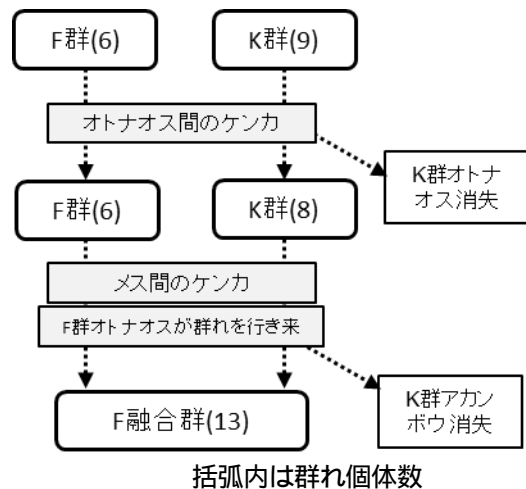 F群(6)
K群(9)
オトナオス間のケンカ
K群オトナ
オス消失
F群(6)
K群(8)
メス間のケンカ
F群オトナオスが群れを行き来
K群アカン
ボウ消失
F融合群(13)
括弧内は群れ個体数